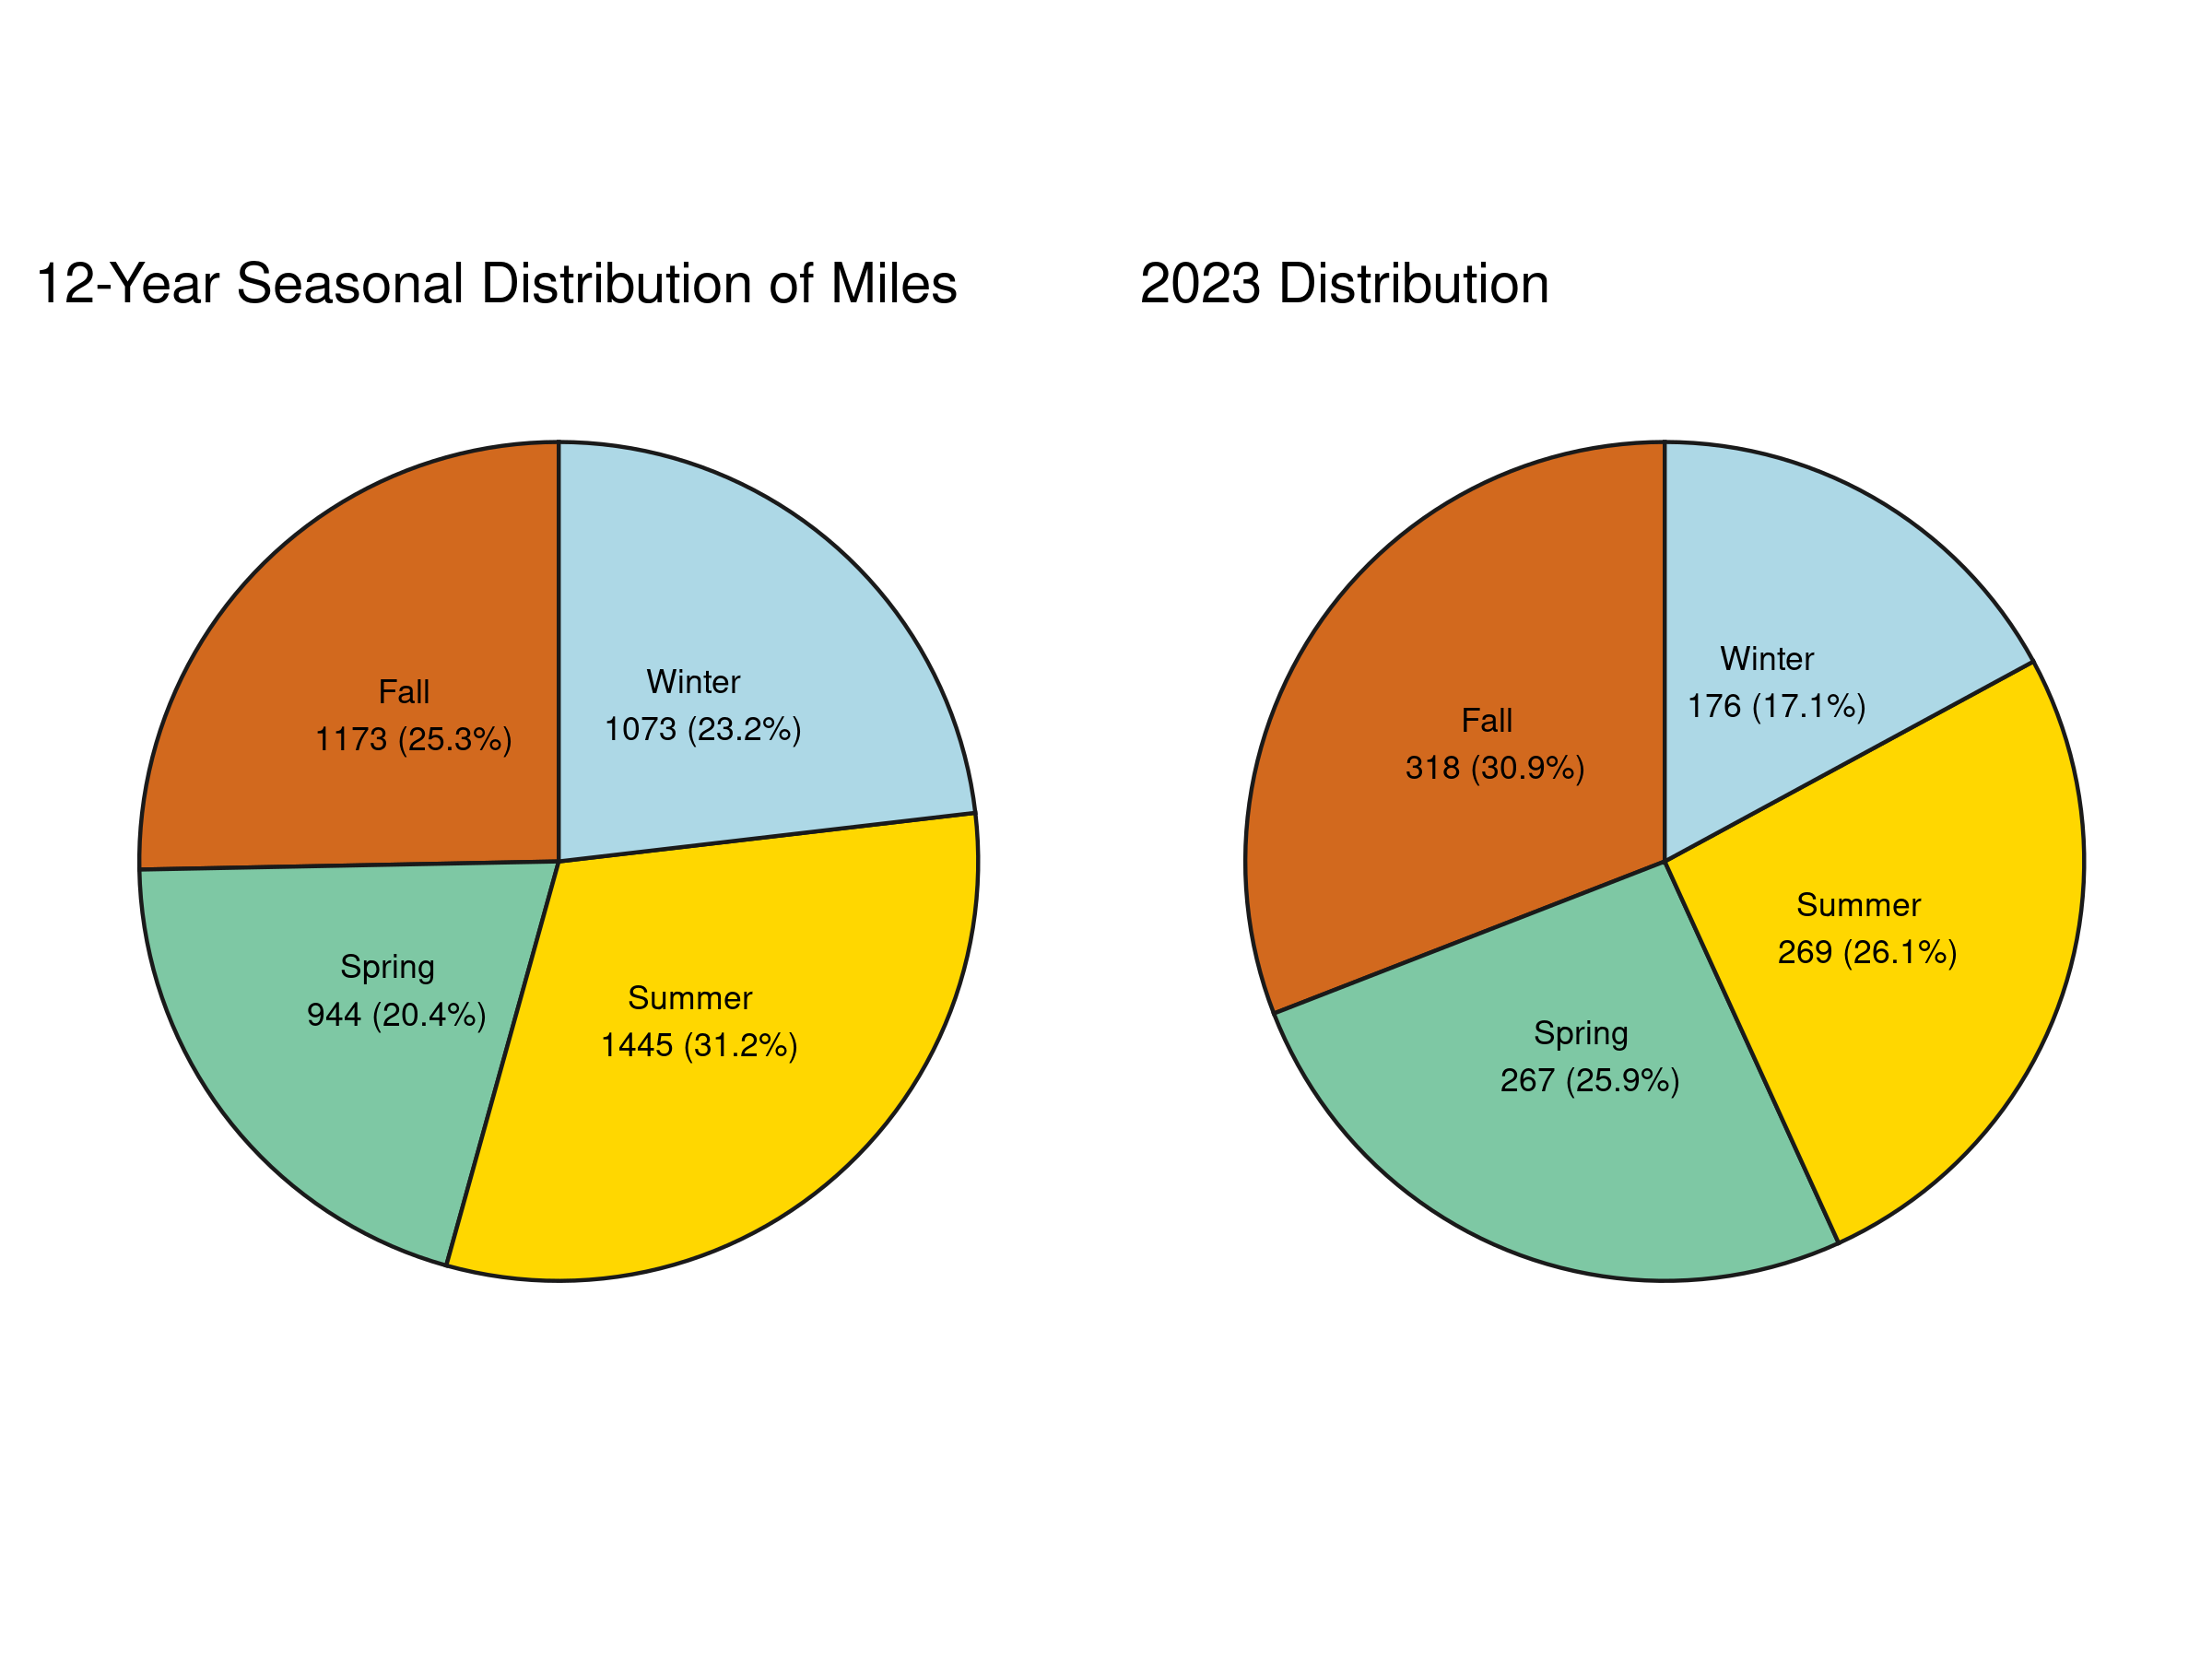 12-Year Seasonal Distribution of Miles
Fall
1173 (25.3%)
Winter
1073 (23.2%)
Spring
944 (20.4%)
Summer
1445 (31.2%)
2023 Distribution
Winter
176 (17.1%)
Fall
318 (30.9%)
Summer
269 (26.1%)
Spring
267 (25.9%)